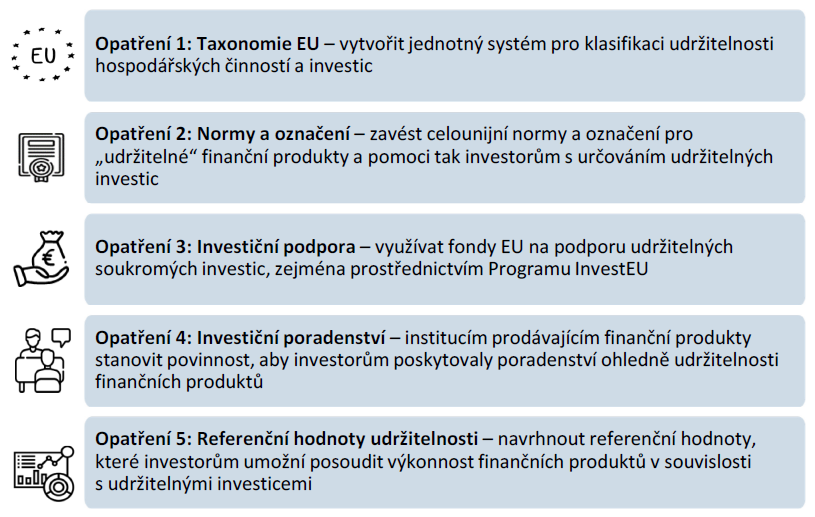 EU
Opatření 1: Taxonomie EU – vytvořit jednotný systém pro klasifikaci udržitelnosti
hospodářských činností a investic
Opatření 2: Normy a označení – zavést celounijní normy a označení pro
„udržitelné“ finanční produkty a pomoci tak investorům s určováním udržitelných
investic
Opatření 3: Investiční podpora – využívat fondy EU na podporu udržitelných
soukromých investic, zejména prostřednictvím Programu InvestEU
Opatření 4: Investiční poradenství – institucím prodávajícím finanční produkty
stanovit povinnost, aby investorům poskytovaly poradenství ohledně udržitelnosti
finančních produktů
Opatření 5: Referenční hodnoty udržitelnosti – navrhnout referenční hodnoty,
které investorům umožní posoudit výkonnost finančních produktů v souvislosti
s udržitelnými investicemi